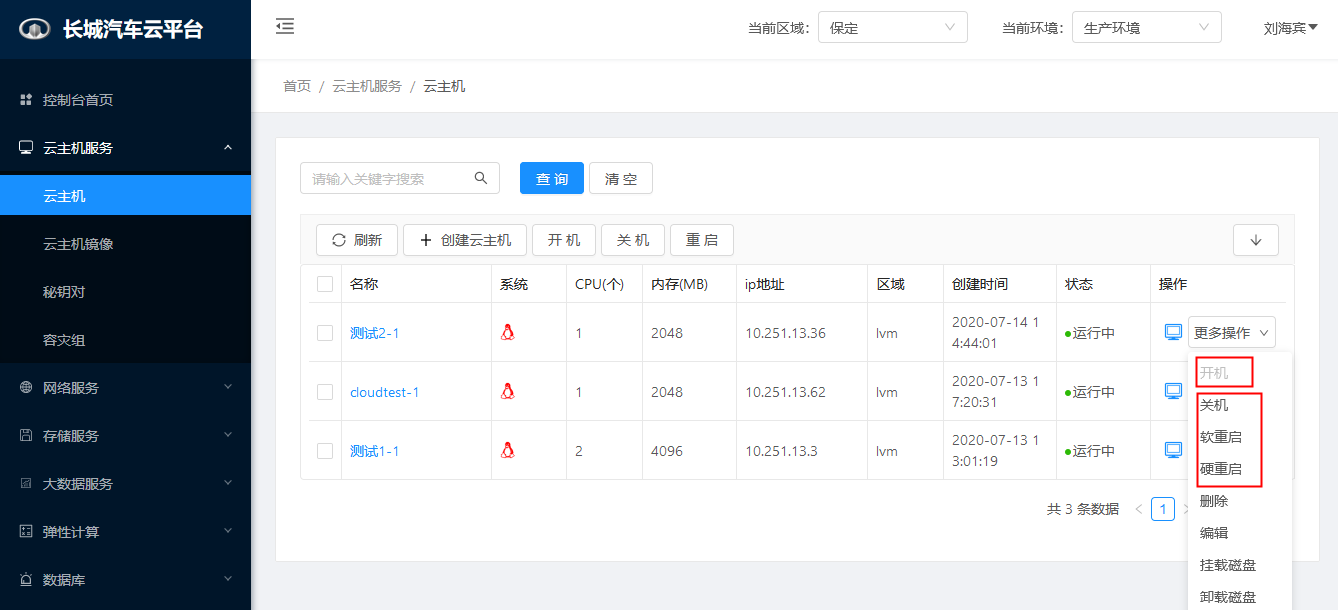 长城汽车云平台
当前区域: 保定 当前环境: 生产环境 刘海宾
首页 / 云主机服务 / 云主机
控制台首页
云主机服务
云主机
云主机镜像
秘钥对
容灾组
网络服务
存储服务
大数据服务
弹性计算
数据库
请输入关键字搜索 查 询 清 空
刷新 创建云主机 开 机 关 机 重 启
名称 系统 CPU(个) 内存(MB) ip地址 区域 创建时间 状态 操作
测试2-1 1 2048 10.251.13.36 lvm 2020-07-14 1 运行中 更多操作
4:44:01
cloudtest-1 1 2048 10.251.13.62 lvm 2020-07-13 1 运行中
7:20:31
测试1-1 2 4096 10.251.13.3 lvm 2020-07-13 1 运行中
3:01:19
共 3 条数据 < 1 >
开机
关机
软重启
硬重启
删除
编辑
挂载磁盘
卸载磁盘